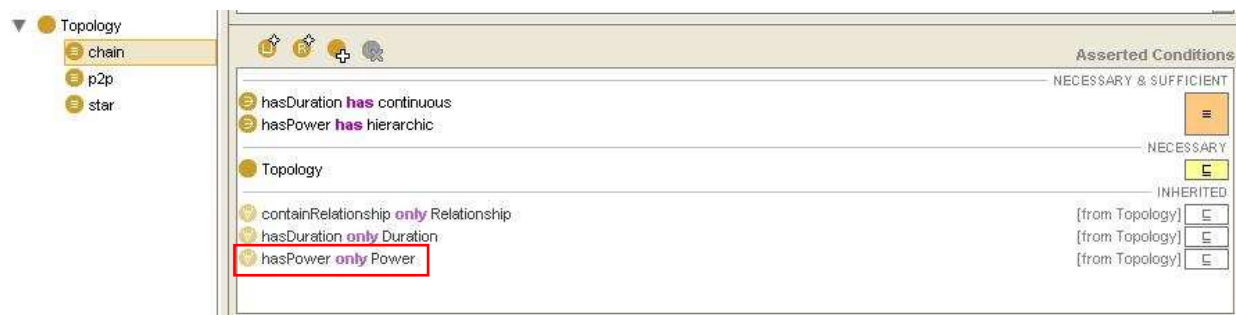 Topology
chain
p2p
star
Asserted Conditions
NECESSARY & SUFFICIENT
hasDuration has continuous
≡
hasPower has hierarchic
NECESSARY
Topology ⊑
INHERITED
containRelationship only Relationship [from Topology] ⊑
hasDuration only Duration [from Topology] ⊑
hasPower only Power [from Topology] ⊑